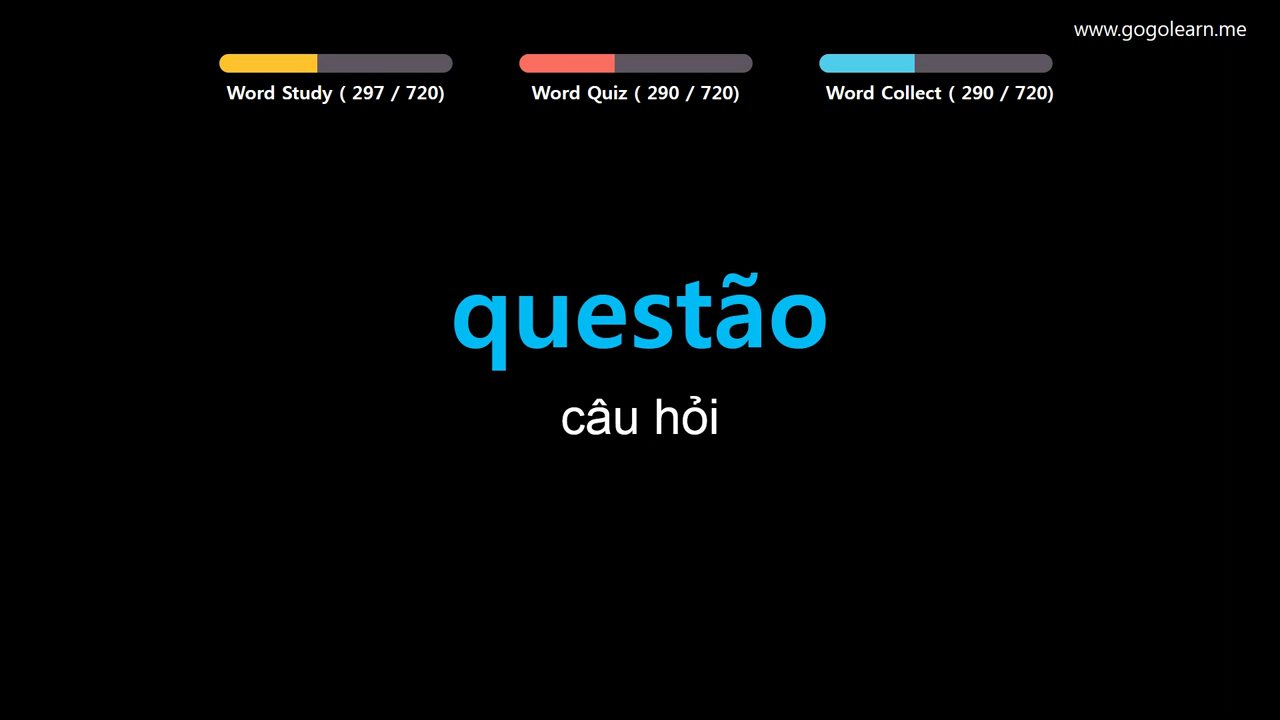 www.gogolearn.me
Word Study ( 297 / 720)
Word Quiz ( 290 / 720)
Word Collect ( 290 / 720)
questão
câu hỏi